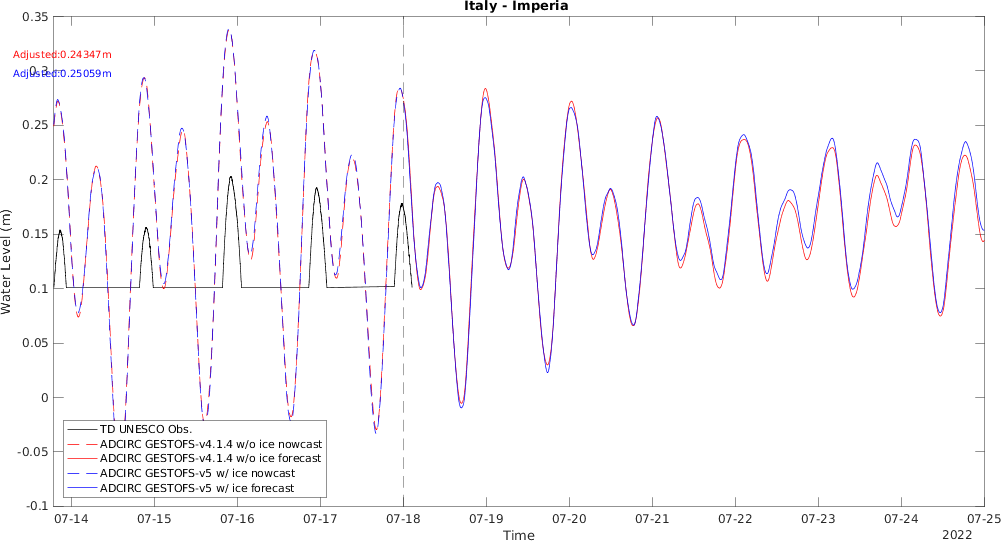 Italy - Imperia
0.35
Adjusted:0.24347m
0.3
Adjusted:0.25059m
0.25
0.2
0.15
0.1
0.05
0
-0.05
-0.1
Water Level (m)
TD UNESCO Obs.
ADCIRC GESTOFS-v4.1.4 w/o ice nowcast
ADCIRC GESTOFS-v4.1.4 w/o ice forecast
ADCIRC GESTOFS-v5 w/ ice nowcast
ADCIRC GESTOFS-v5 w/ ice forecast
07-14 07-15 07-16 07-17 07-18 07-19 07-20 07-21 07-22 07-23 07-24 07-25
Time
2022